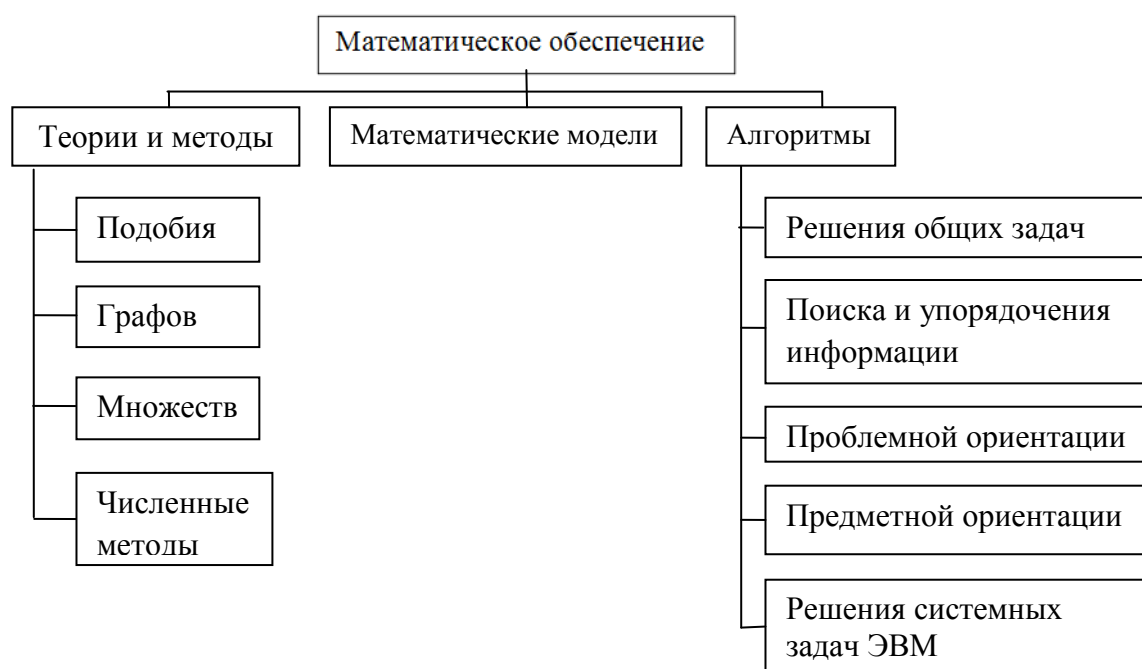 Математическое обеспечение
Теории и методы
Математические модели
Алгоритмы
Подобия
Графов
Множеств
Численные
методы
Решения общих задач
Поиска и упорядочения
информации
Проблемной ориентации
Предметной ориентации
Решения системных
задач ЭВМ